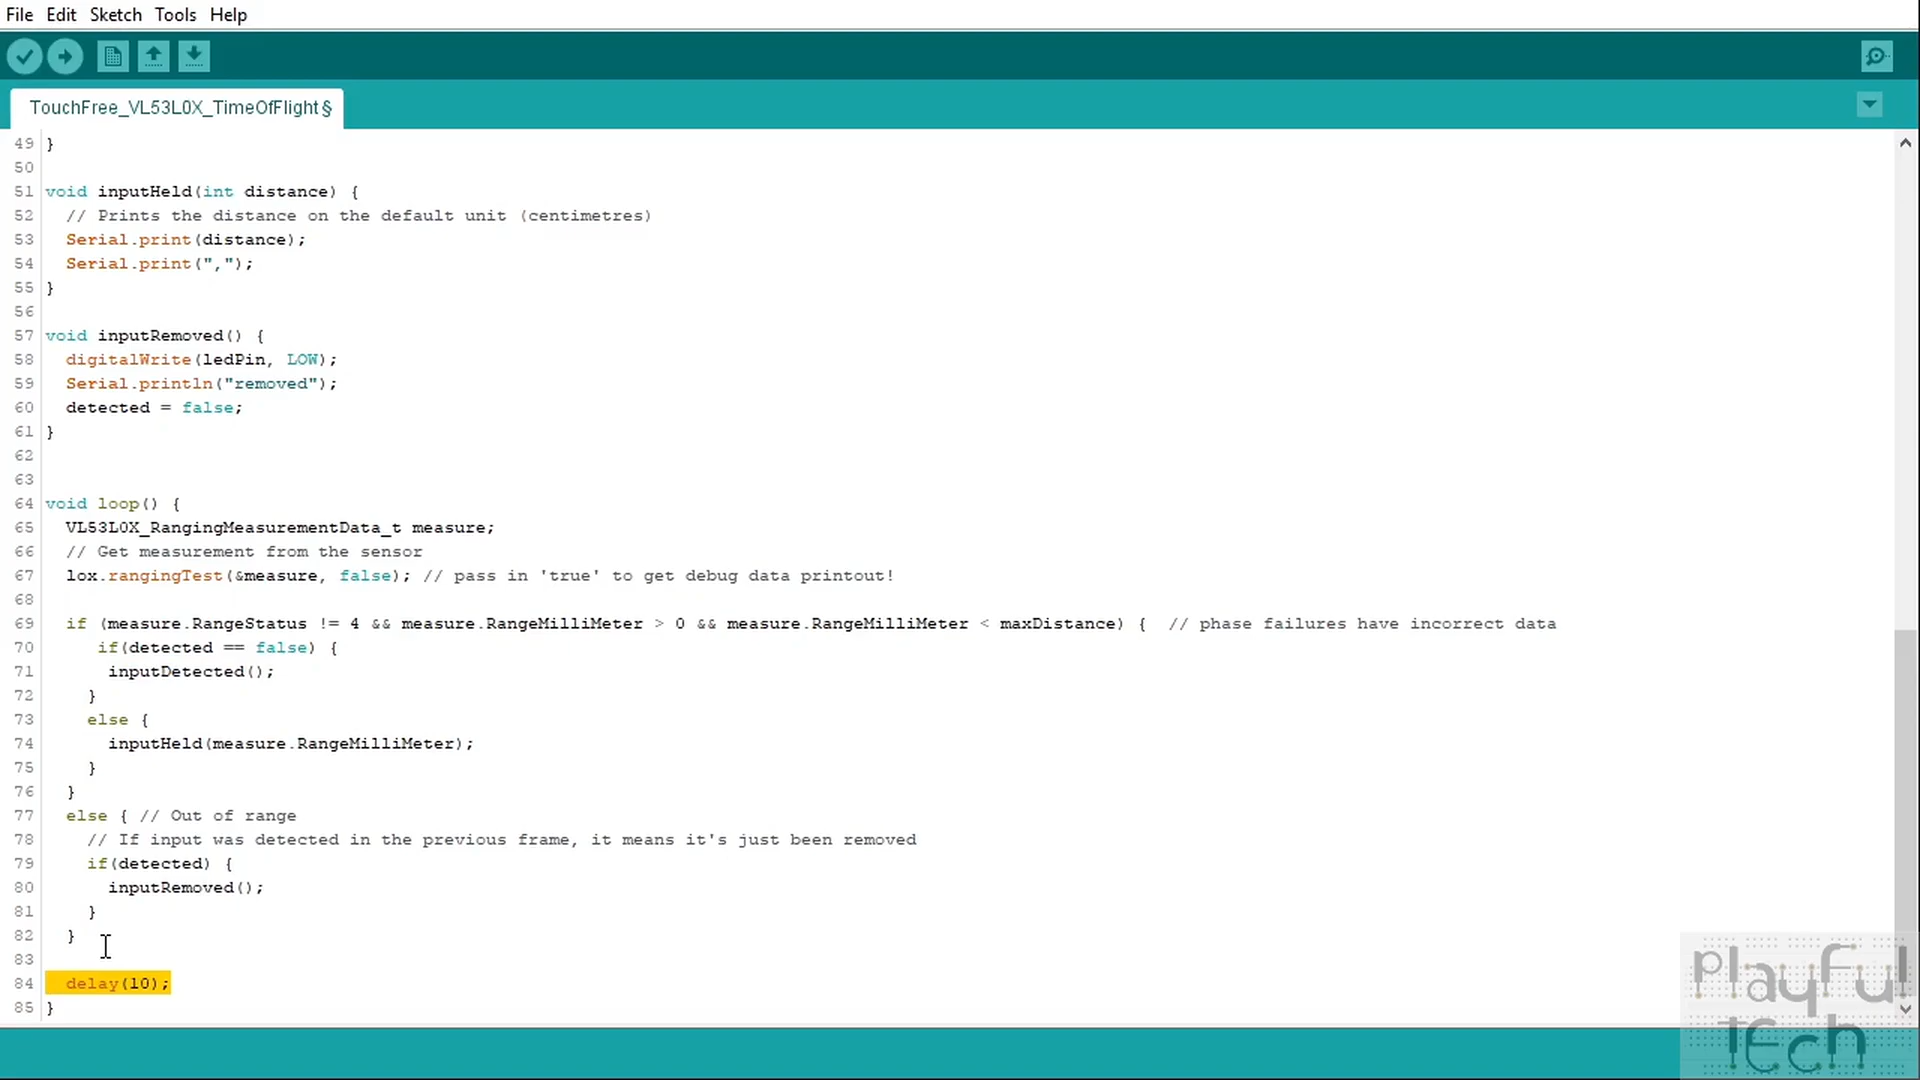 File Edit Sketch Tools Help
TouchFree_VL53L0X_TimeOfFlight §
49 }
50
51 void inputHeld(int distance) {
52 // Prints the distance on the default unit (centimetres)
53 Serial.print(distance);
54 Serial.print(",");
55 }
56
57 void inputRemoved() {
58 digitalWrite(ledPin, LOW);
59 Serial.println("removed");
60 detected = false;
61 }
62
63
64 void loop() {
65 VL53L0X_RangingMeasurementData_t measure;
66 // Get measurement from the sensor
67 lox.rangingTest(&measure, false); // pass in 'true' to get debug data printout!
68
69 if (measure.RangeStatus != 4 && measure.RangeMilliMeter > 0 && measure.RangeMilliMeter < maxDistance) { // phase failures have incorrect data
70 if(detected == false) {
71 inputDetected();
72 }
73 else {
74 inputHeld(measure.RangeMilliMeter);
75 }
76 }
77 else { // Out of range
78 // If input was detected in the previous frame, it means it's just been removed
79 if(detected) {
80 inputRemoved();
81 }
82 }
83
84 delay(10);
85 }
playful
tech